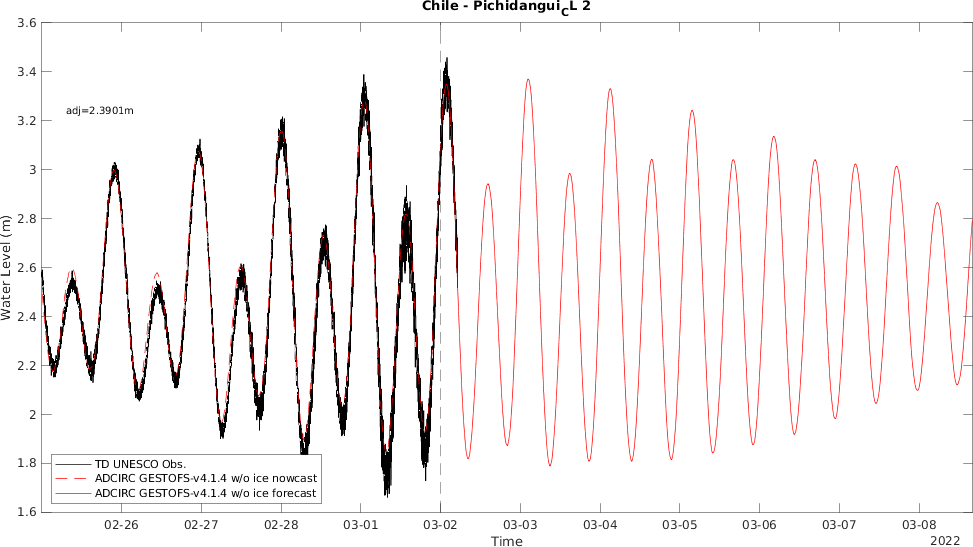 Chile - Pichidangui_CL 2
3.6
3.4
3.2
3
2.8
2.6
2.4
2.2
2
1.8
1.6
Water Level (m)
adj=2.3901m
TD UNESCO Obs.
ADCIRC GESTOFS-v4.1.4 w/o ice nowcast
ADCIRC GESTOFS-v4.1.4 w/o ice forecast
02-26 02-27 02-28 03-01 03-02 03-03 03-04 03-05 03-06 03-07 03-08
Time
2022